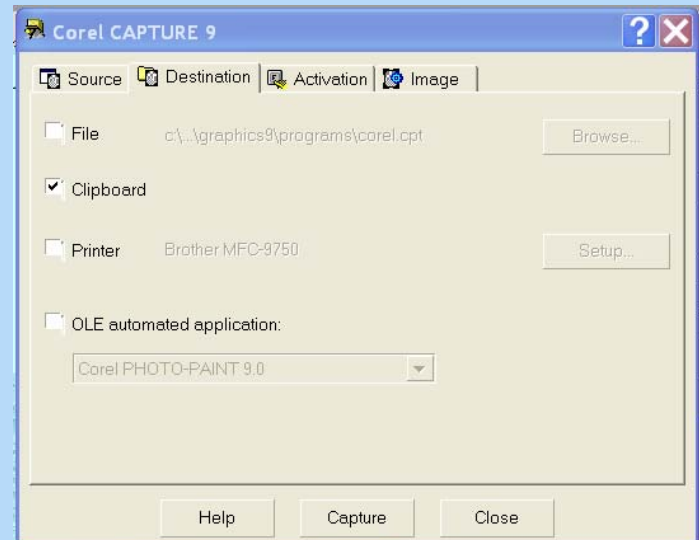 Corel CAPTURE 9
Source Destination Activation Image
File c:\...\graphics9\programs\corel.cpt Browse...
Clipboard
Printer Brother MFC-9750 Setup...
OLE automated application:
Corel PHOTO-PAINT 9.0
Help Capture Close